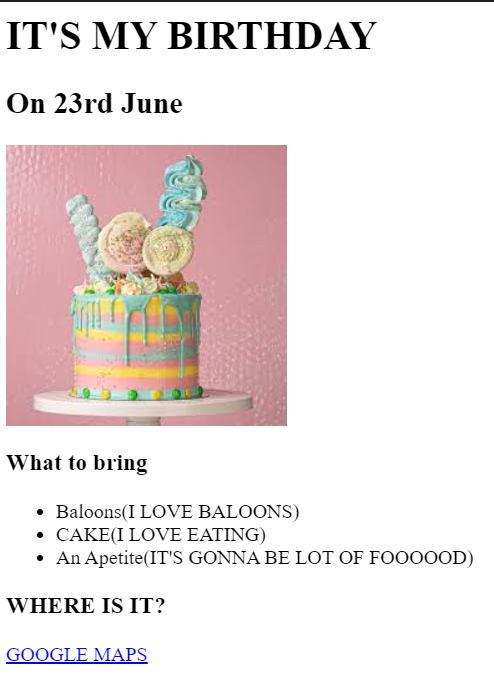 IT'S MY BIRTHDAY
On 23rd June
What to bring
Baloons(I LOVE BALOONS)
CAKE(I LOVE EATING)
An Apetite(IT'S GONNA BE LOT OF FOOOOOD)
WHERE IS IT?
GOOGLE MAPS